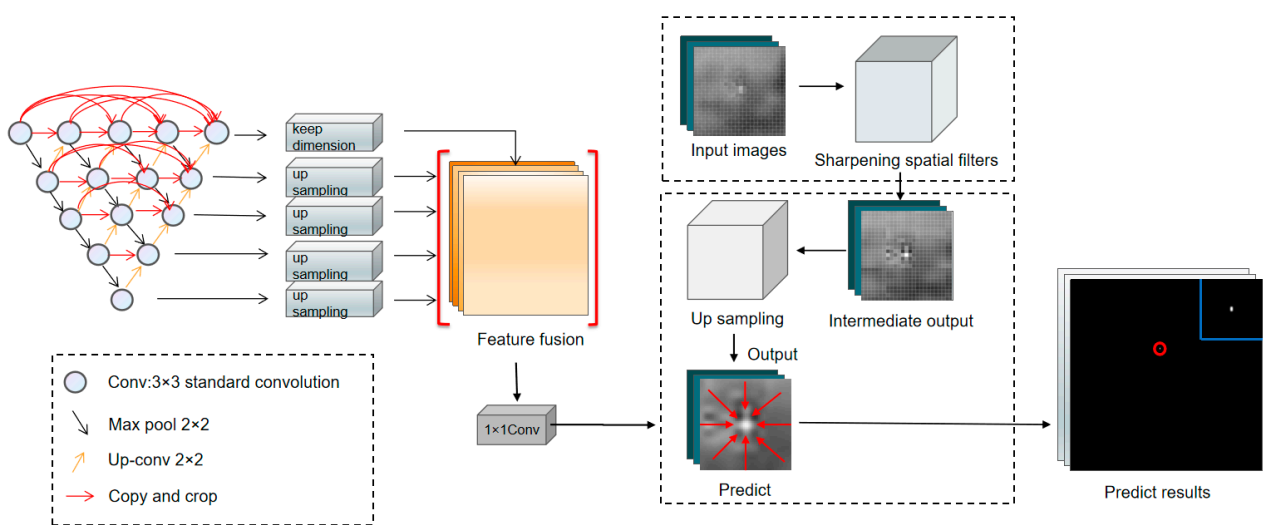 keep
dimension
up
sampling
up
sampling
up
sampling
up
sampling
Feature fusion
1×1Conv
Conv:3×3 standard convolution
Max pool 2×2
Up-conv 2×2
Copy and crop
Input images
Sharpening spatial filters
Up sampling
Intermediate output
Output
Predict
Predict results